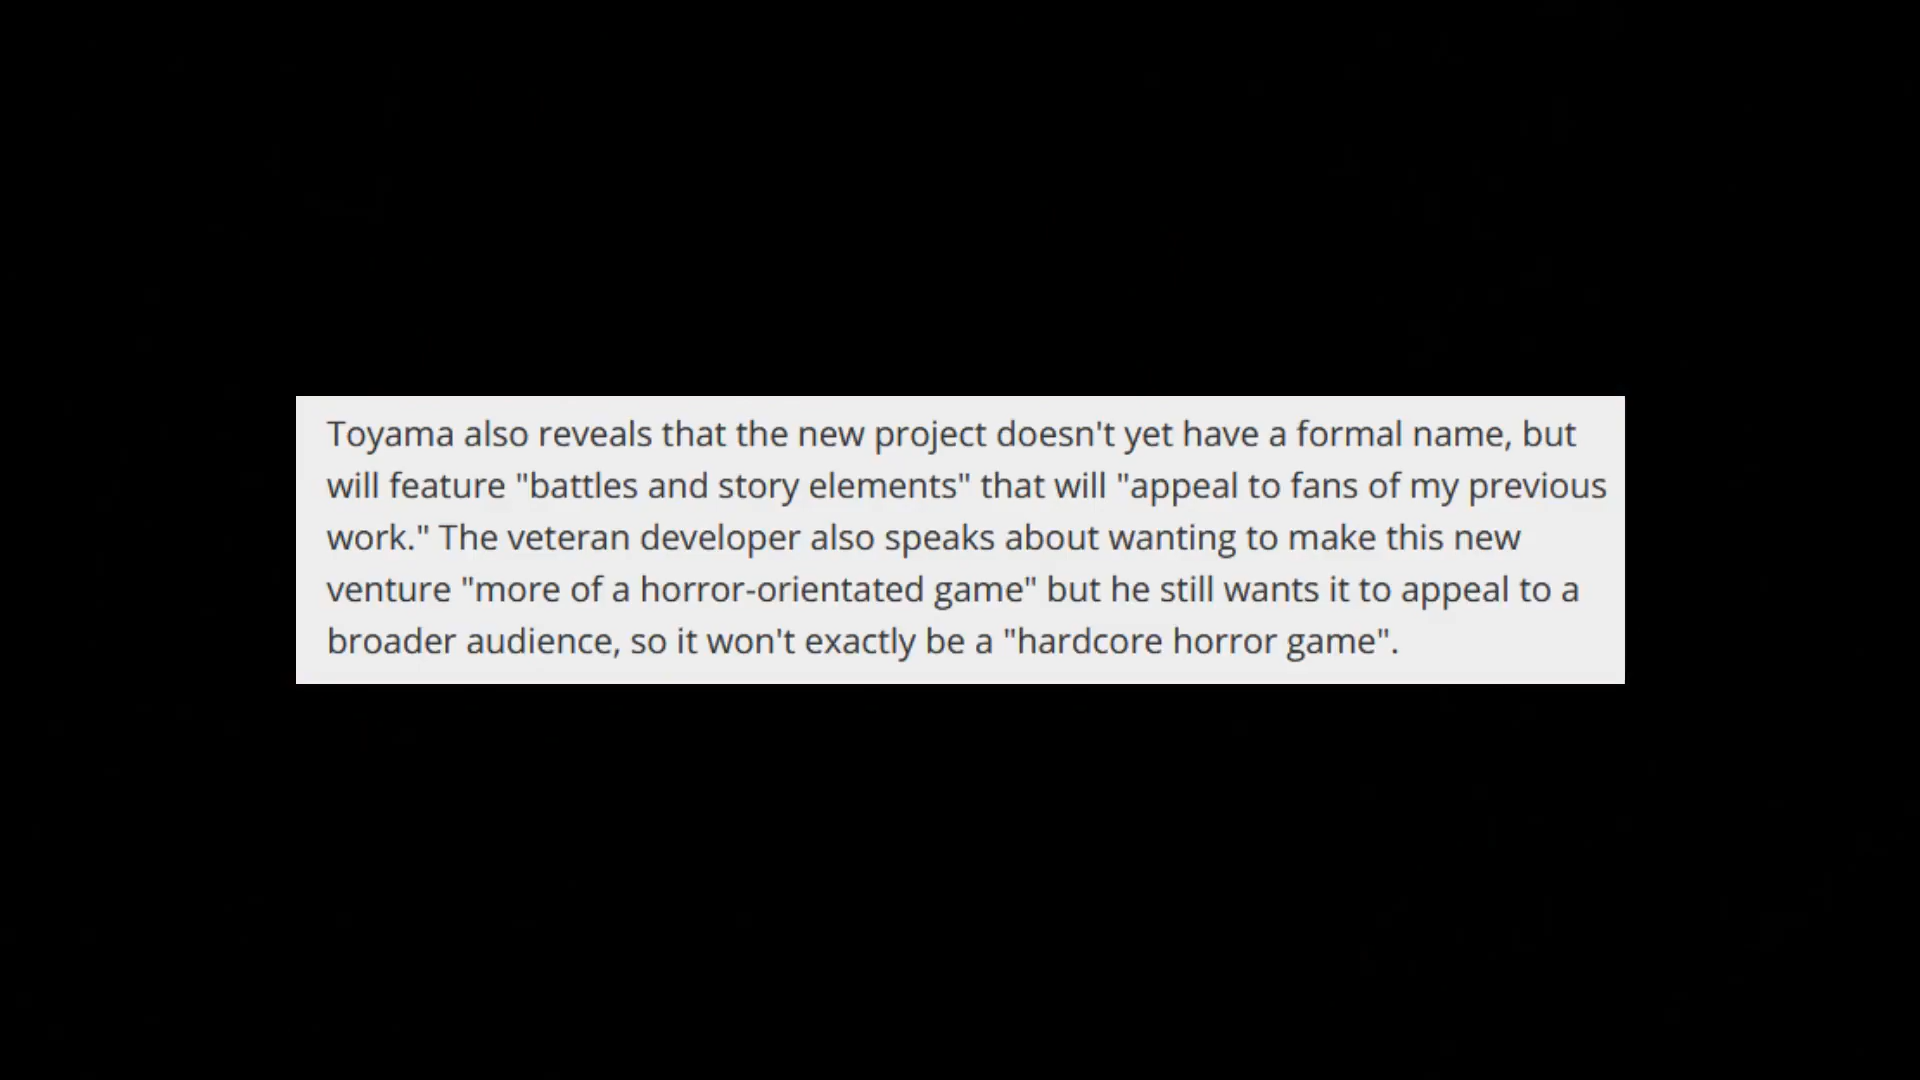 Toyama also reveals that the new project doesn't yet have a formal name, but
will feature "battles and story elements" that will "appeal to fans of my previous
work." The veteran developer also speaks about wanting to make this new
venture "more of a horror-orientated game" but he still wants it to appeal to a
broader audience, so it won't exactly be a "hardcore horror game".